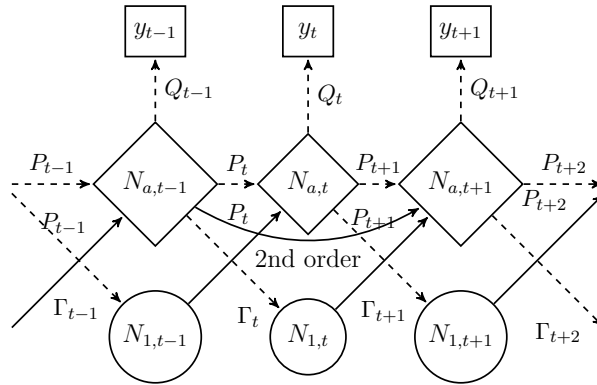 y_{t-1} y_t y_{t+1}
Q_{t-1} Q_t Q_{t+1}
P_{t-1} P_t P_{t+1} P_{t+2}
N_{a,t-1} N_{a,t} N_{a,t+1}
P_{t-1} P_t P_{t+1} P_{t+2}
2nd order
Γ_{t-1} Γ_t Γ_{t+1} Γ_{t+2}
N_{1,t-1} N_{1,t} N_{1,t+1}